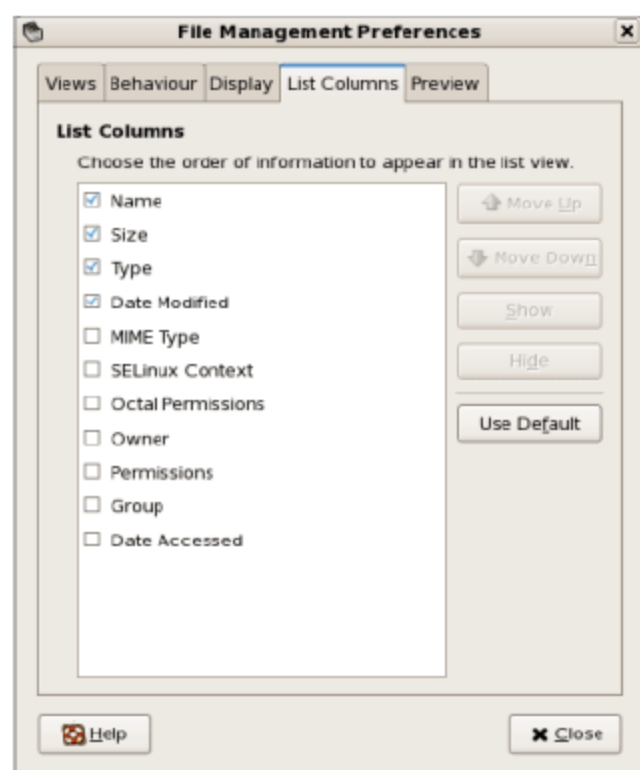 File Management Preferences
Views Behaviour Display List Columns Preview
List Columns
Choose the order of information to appear in the list view.
Name
Size
Type
Date Modified
MIME Type
SELinux Context
Octal Permissions
Owner
Permissions
Group
Date Accessed
Move Up
Move Down
Show
Hide
Use Default
Help
Close